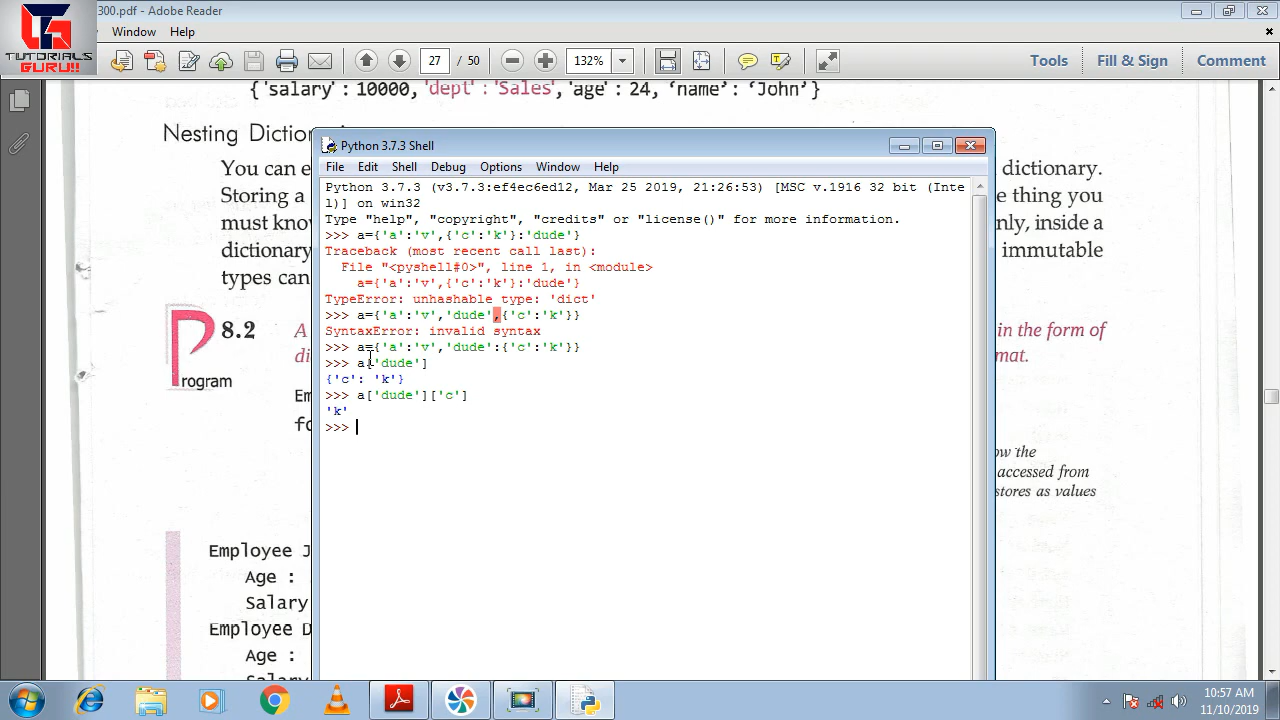 300.pdf - Adobe Reader
TUTORIALS
GURU!!
Window Help
27 / 50 132% Tools Fill & Sign Comment
{'salary' : 10000, 'dept' : 'Sales', 'age' : 24, 'name' : 'John'}
Nesting Diction
You can e dictionary.
Storing a e thing you
must know nly, inside a
dictionary immutable
types can
Program 8.2 A in the form of
di mat.
Em
fo
ow the
accessed from
stores as values
Employee J
Age :
Salary
Employee D
Age :
Salary
Python 3.7.3 Shell
File Edit Shell Debug Options Window Help
Python 3.7.3 (v3.7.3:ef4ec6ed12, Mar 25 2019, 21:26:53) [MSC v.1916 32 bit (Inte
l)] on win32
Type "help", "copyright", "credits" or "license()" for more information.
>>> a={'a':'v',{'c':'k'}:'dude'}
Traceback (most recent call last):
File "<pyshell#0>", line 1, in <module>
a={'a':'v',{'c':'k'}:'dude'}
TypeError: unhashable type: 'dict'
>>> a={'a':'v','dude',{'c':'k'}}
SyntaxError: invalid syntax
>>> a={'a':'v','dude':{'c':'k'}}
>>> a['dude']
{'c': 'k'}
>>> a['dude']['c']
'k'
>>>
10:57 AM
11/10/2019